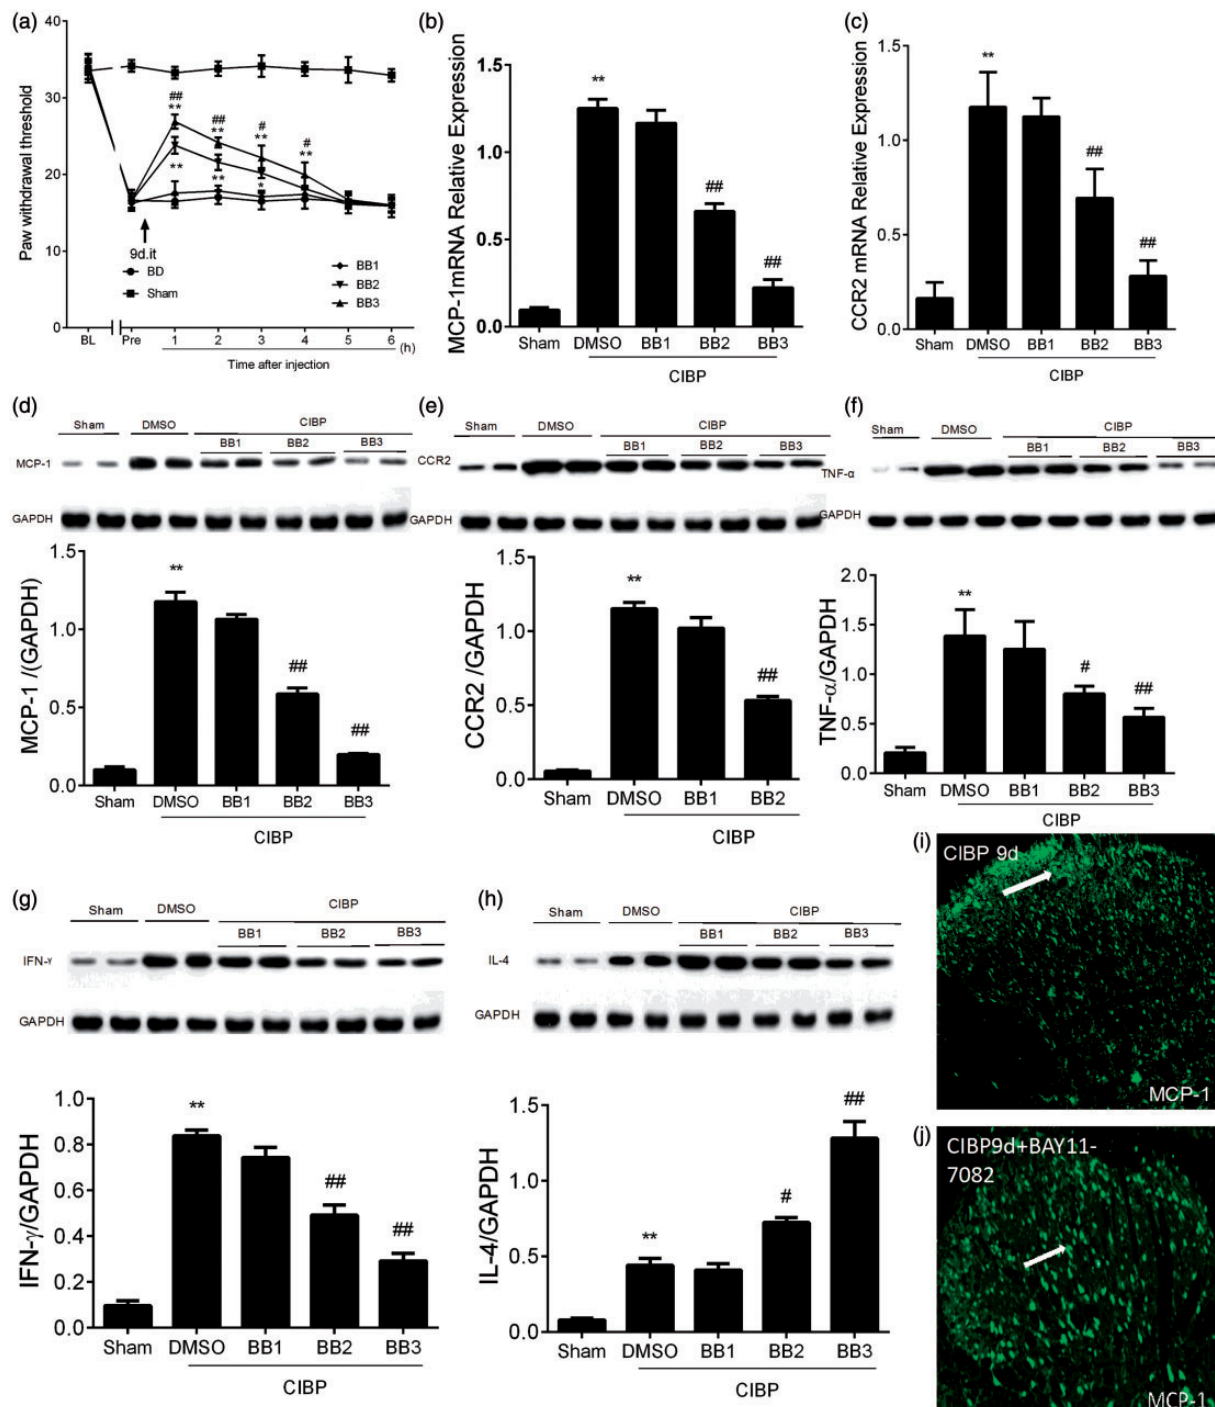 (a)
Paw withdrawal threshold
40
30
20
10
0
##
**
**
##
**
**
#
**
*
#
**
9d.it
BD
Sham
BB1
BB2
BB3
BL
Pre
1
2
3
4
5
6
(h)
Time after injection
(b)
MCP-1mRNA Relative Expression
1.5
1.0
0.5
0.0
**
##
##
Sham
DMSO
BB1
BB2
BB3
CIBP
(c)
CCR2 mRNA Relative Expression
1.5
1.0
0.5
0.0
**
##
##
Sham
DMSO
BB1
BB2
BB3
CIBP
(d)
Sham
DMSO
CIBP
BB1
BB2
BB3
MCP-1
GAPDH
MCP-1 /(GAPDH)
1.5
1.0
0.5
0.0
**
##
##
Sham
DMSO
BB1
BB2
BB3
CIBP
(e)
Sham
DMSO
CIBP
BB1
BB2
BB3
CCR2
GAPDH
CCR2 /GAPDH
1.5
1.0
0.5
0.0
**
##
Sham
DMSO
BB1
BB2
CIBP
(f)
Sham
DMSO
CIBP
BB1
BB2
BB3
TNF-α
GAPDH
TNF-α/GAPDH
2.0
1.5
1.0
0.5
0.0
**
#
##
Sham
DMSO
BB1
BB2
BB3
CIBP
(g)
Sham
DMSO
CIBP
BB1
BB2
BB3
IFN-γ
GAPDH
IFN-γ/GAPDH
1.0
0.8
0.6
0.4
0.2
0.0
**
##
##
Sham
DMSO
BB1
BB2
BB3
CIBP
(h)
Sham
DMSO
CIBP
BB1
BB2
BB3
IL-4
GAPDH
IL-4/GAPDH
1.5
1.0
0.5
0.0
**
#
##
Sham
DMSO
BB1
BB2
BB3
CIBP
(i)
CIBP 9d
MCP-1
(j)
CIBP9d+BAY11-
7082
MCP-1